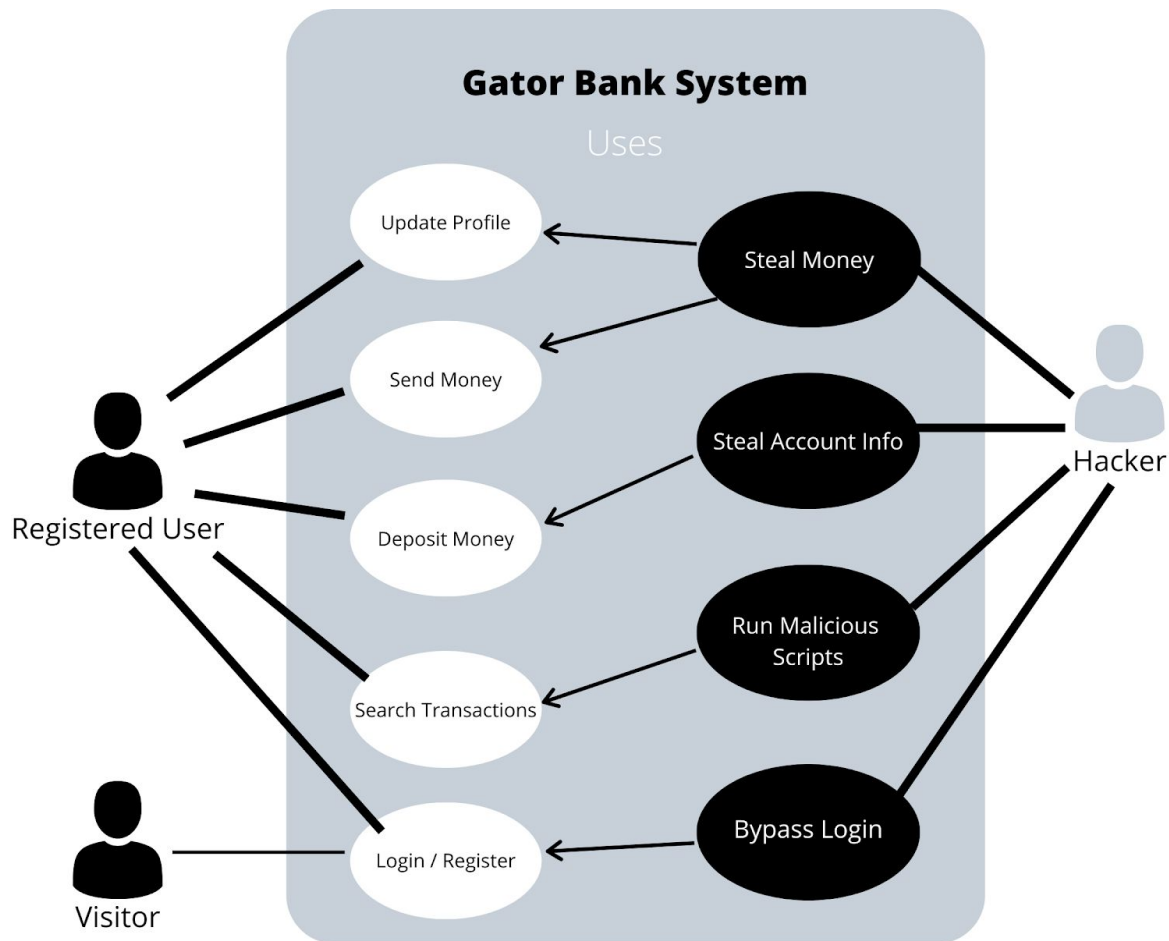 Gator Bank System
Uses
Update Profile
Steal Money
Send Money
Steal Account Info
Hacker
Registered User
Deposit Money
Run Malicious
Scripts
Search Transactions
Bypass Login
Login / Register
Visitor